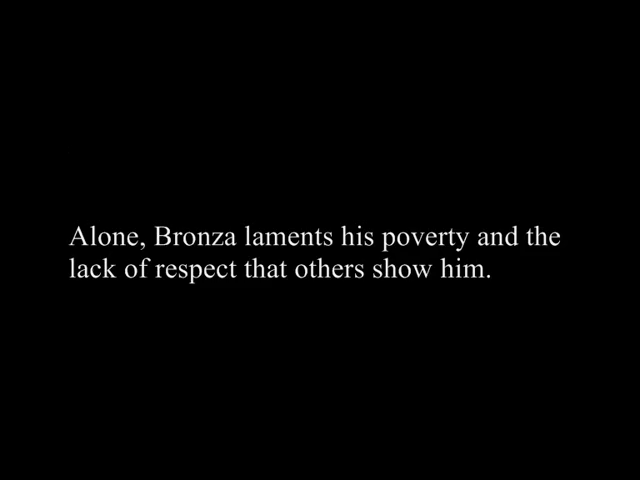 Alone, Bronza laments his poverty and the
lack of respect that others show him.